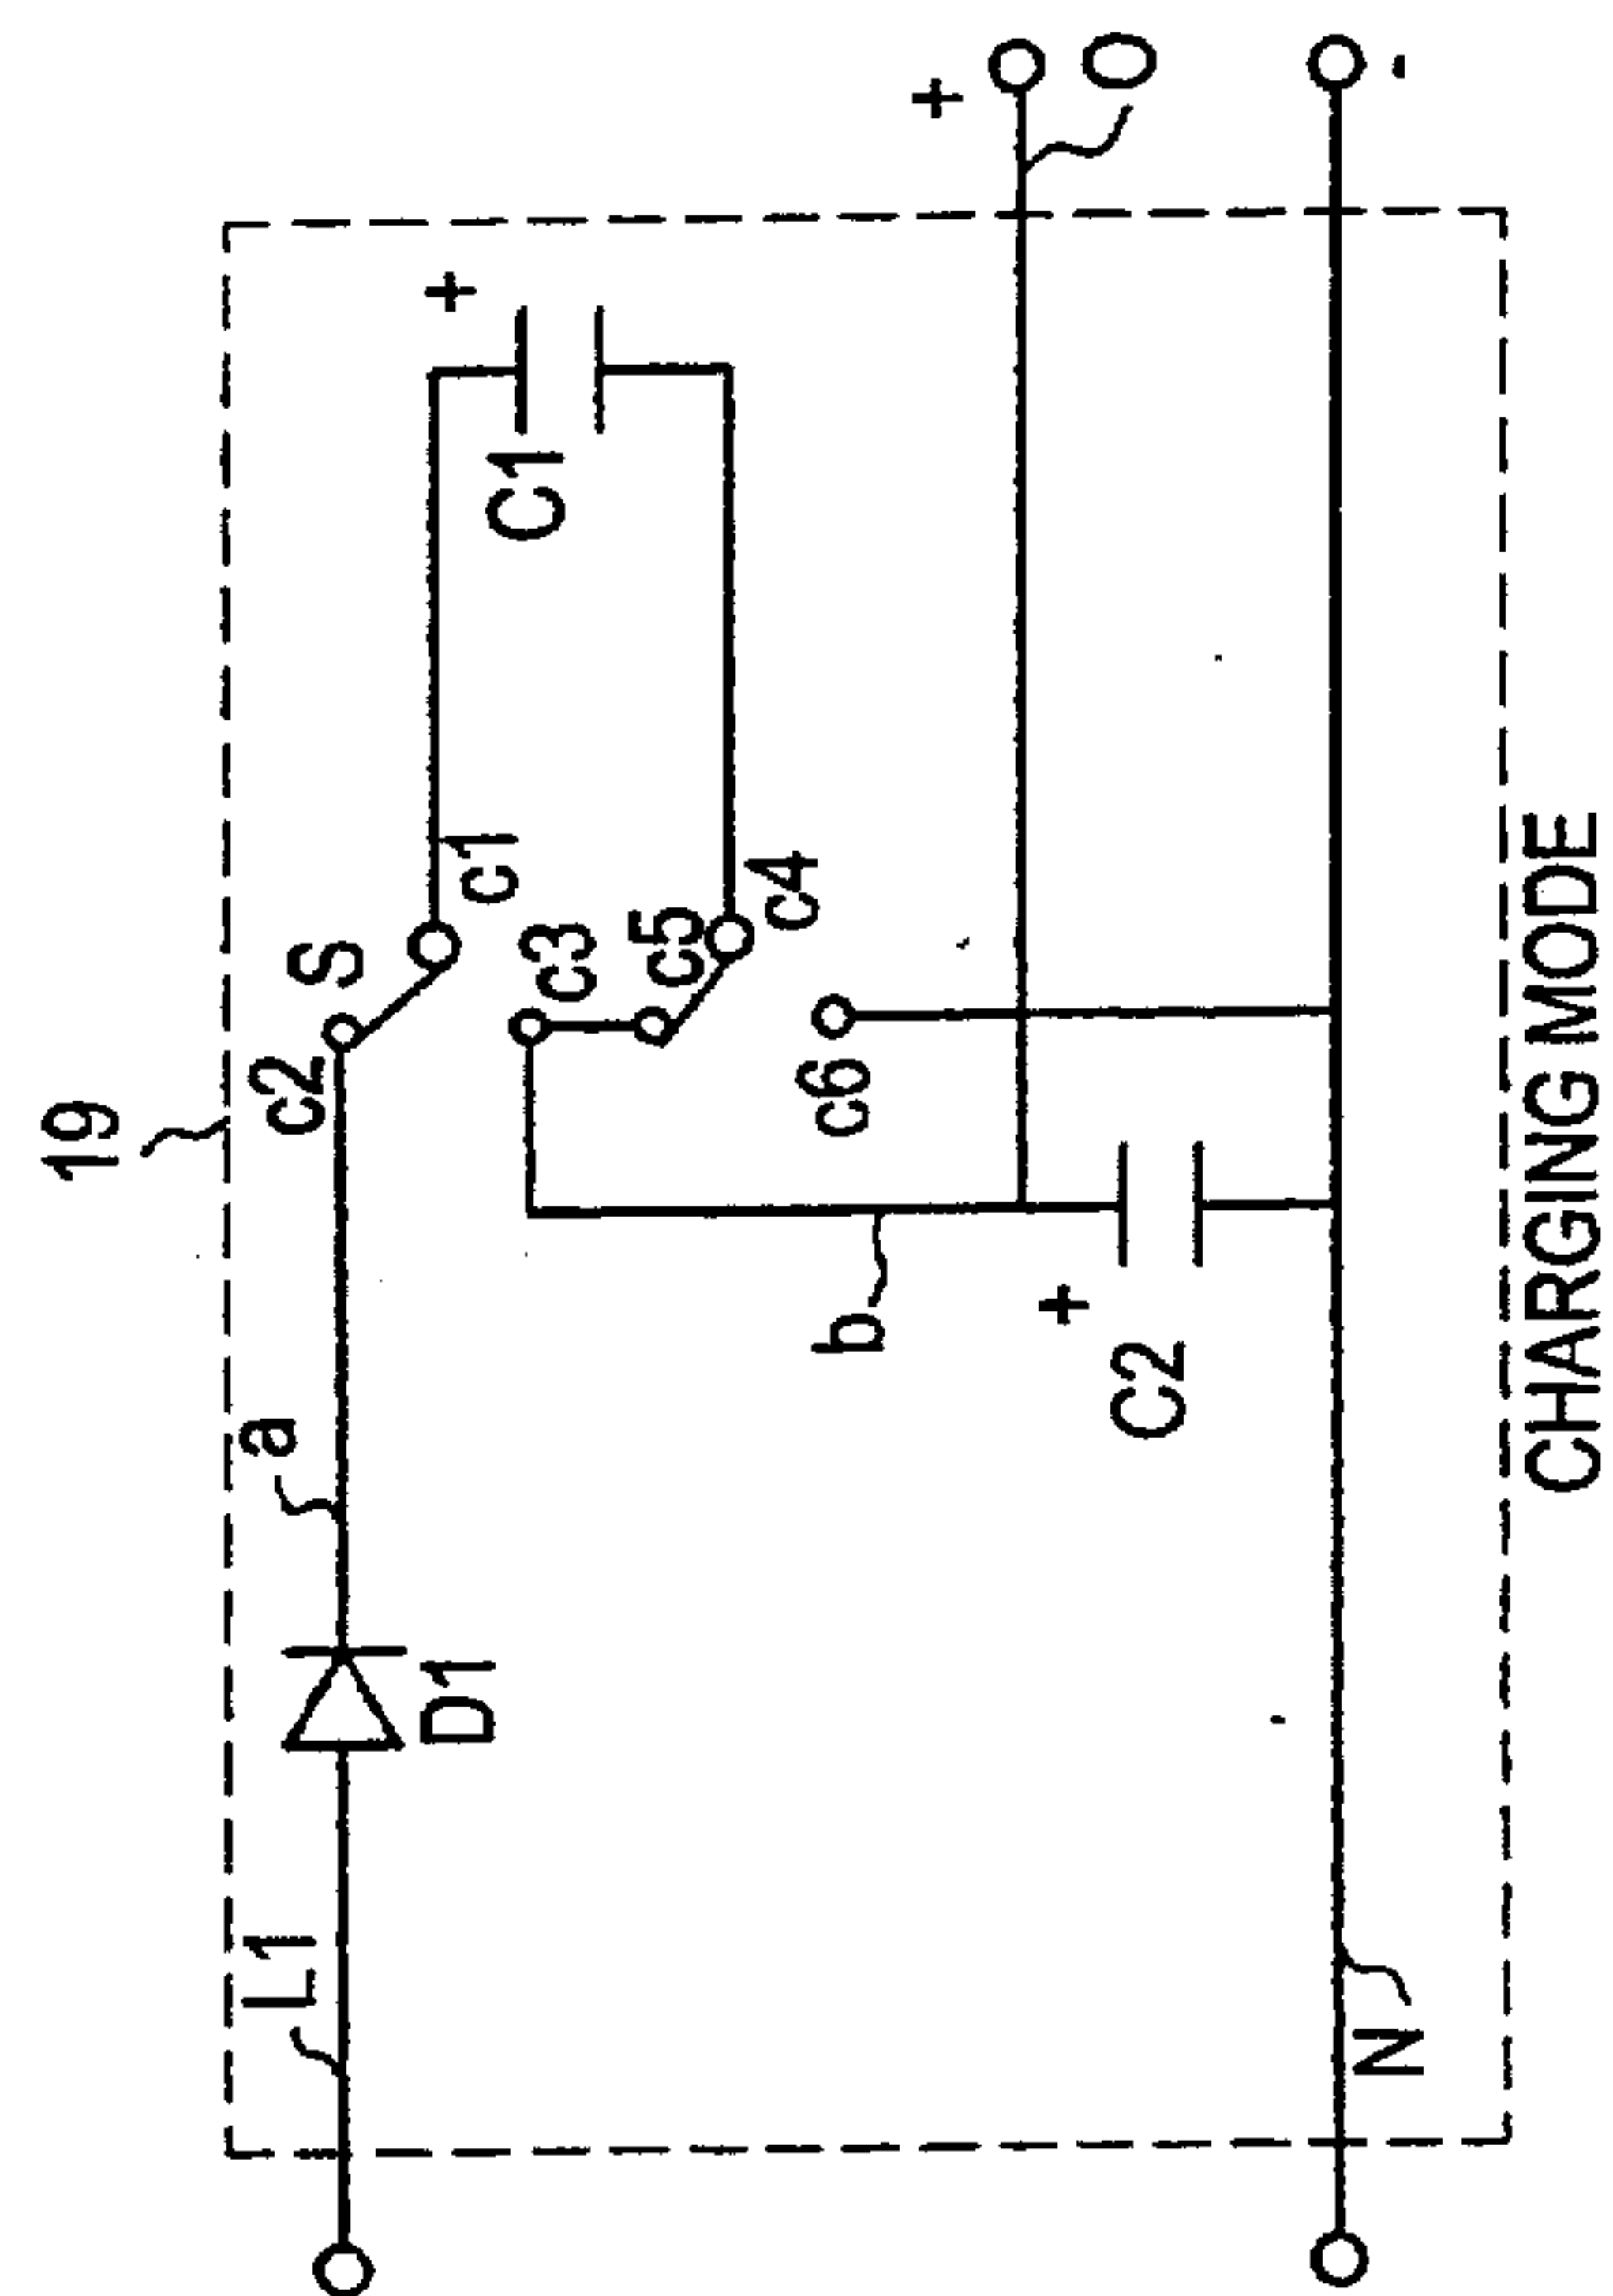 19
L1
a
c2
S
D1
c1
C1
+
c3
c5
c4
c6
b
+
C2
+
O
-
N
CHARGING MODE